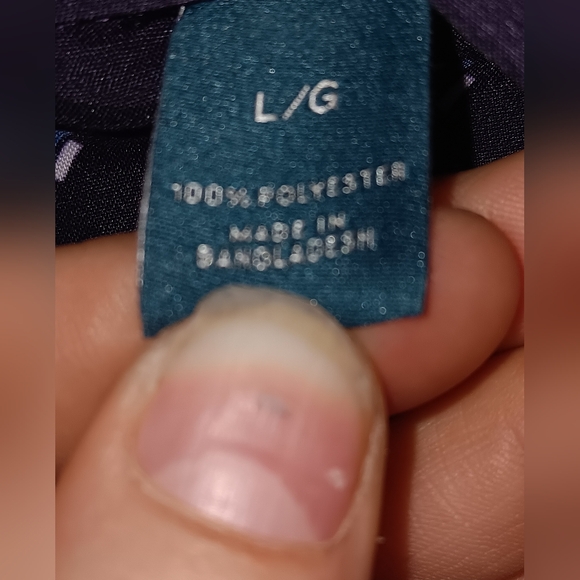 L/G
100% POLYESTER
MADE IN
BANGLADESH